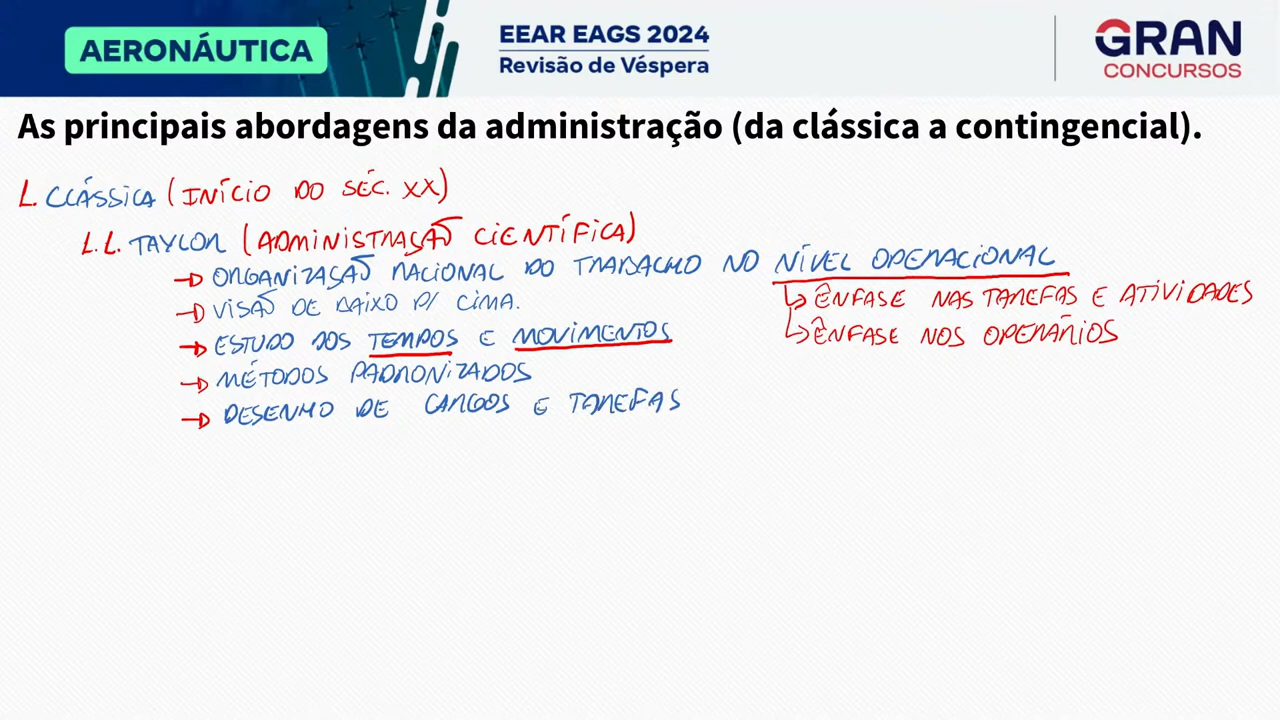 AERONÁUTICA
EEAR EAGS 2024
Revisão de Véspera
GRAN
CONCURSOS
As principais abordagens da administração (da clássica a contingencial).
1. CLÁSSICA (INÍCIO DO SÉC. XX)
1.1. TAYLOR (ADMINISTRAÇÃO CIENTÍFICA)
→ ORGANIZAÇÃO RACIONAL DO TRABALHO NO NÍVEL OPERACIONAL
↳ ÊNFASE NAS TAREFAS E ATIVIDADES
→ VISÃO DE BAIXO P/ CIMA.
↳ ÊNFASE NOS OPERÁRIOS
→ ESTUDO DOS TEMPOS E MOVIMENTOS
→ MÉTODOS PADRONIZADOS
→ DESENHO DE CARGOS E TAREFAS